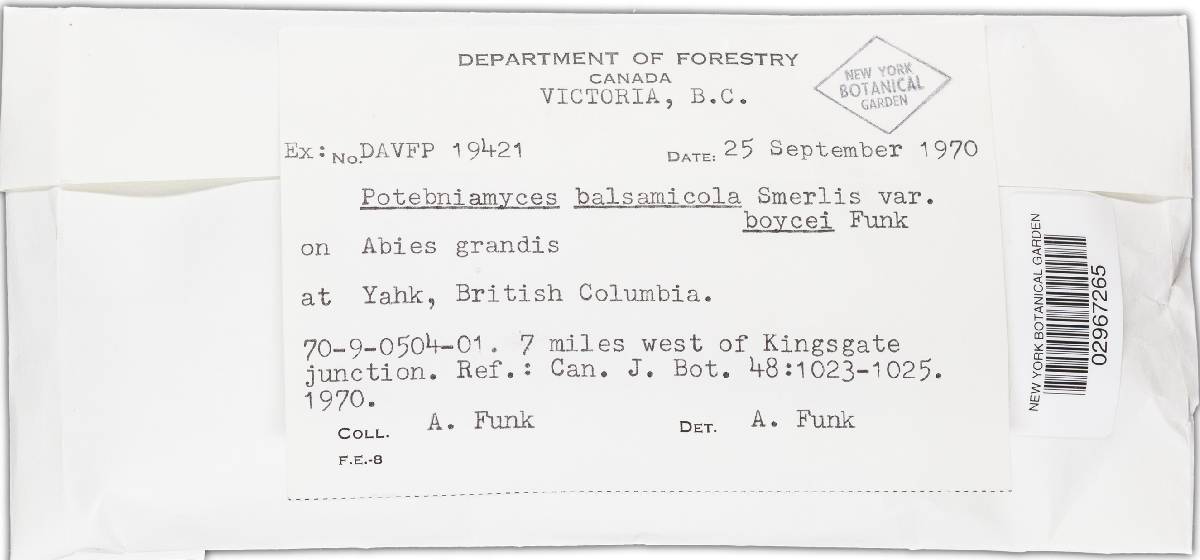 DEPARTMENT OF FORESTRY
CANADA
VICTORIA, B.C.
NEW YORK
BOTANICAL
GARDEN
Ex: No. DAVFP 19421 DATE: 25 September 1970
Potebniamyces balsamicola Smerlis var.
boycei Funk
on Abies grandis
at Yahk, British Columbia.
70-9-0504-01. 7 miles west of Kingsgate
junction. Ref.: Can. J. Bot. 48:1023-1025.
1970.
COLL. A. Funk DET. A. Funk
F.E.-8
NEW YORK BOTANICAL GARDEN
02967265